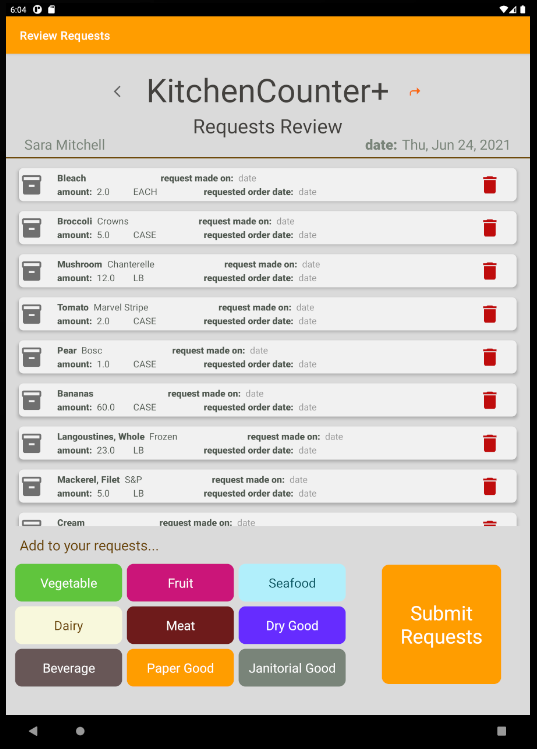 6:04
Review Requests
KitchenCounter+
Requests Review
Sara Mitchell date: Thu, Jun 24, 2021
Bleach request made on: date
amount: 2.0 EACH requested order date: date
Broccoli Crowns request made on: date
amount: 5.0 CASE requested order date: date
Mushroom Chanterelle request made on: date
amount: 12.0 LB requested order date: date
Tomato Marvel Stripe request made on: date
amount: 2.0 CASE requested order date: date
Pear Bosc request made on: date
amount: 1.0 CASE requested order date: date
Bananas request made on: date
amount: 60.0 CASE requested order date: date
Langoustines, Whole Frozen request made on: date
amount: 23.0 LB requested order date: date
Mackerel, Filet S&P request made on: date
amount: 5.0 LB requested order date: date
Cream request made on: date
Add to your requests...
Vegetable Fruit Seafood
Dairy Meat Dry Good
Beverage Paper Good Janitorial Good
Submit
Requests